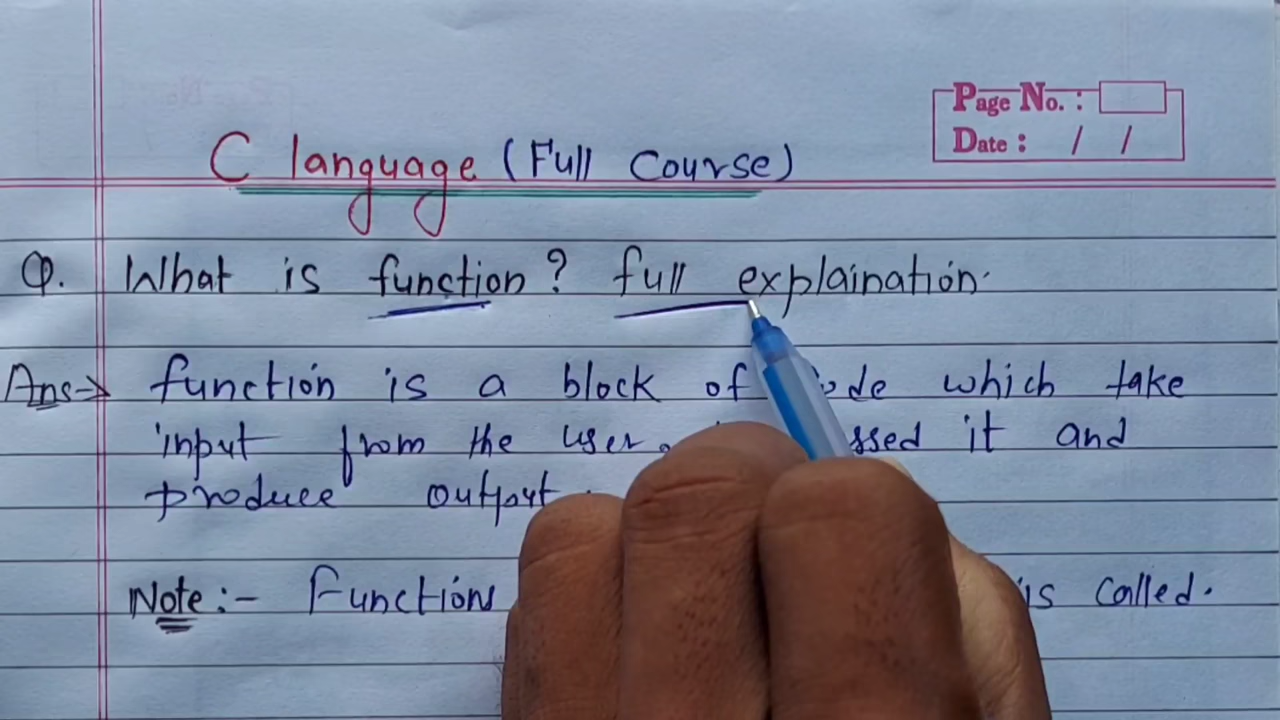 Page No. :
Date : / /
C language (Full Course)
Q. What is function? full explaination.
Ans-> function is a block of which take
input from the user. it and
produce output.
Note:- Function is called.